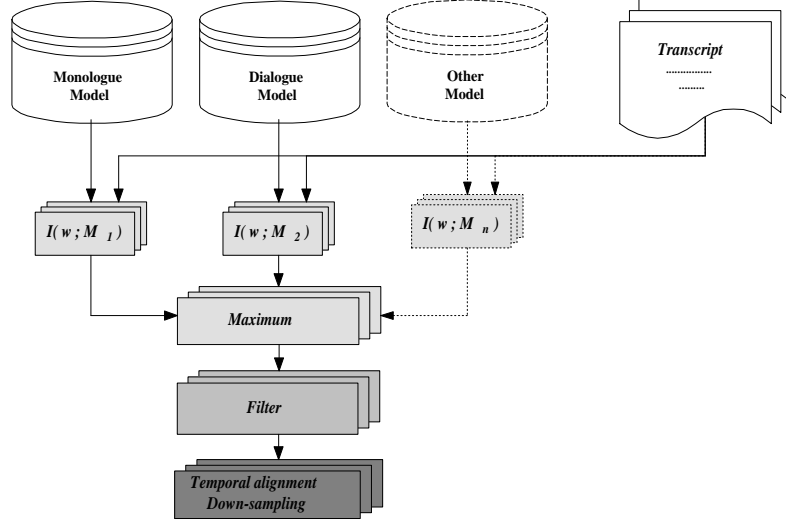 Monologue
Model
Dialogue
Model
Other
Model
Transcript
................
.........
I( w ; M 1 )
I( w ; M 2 )
I( w ; M n )
Maximum
Filter
Temporal alignment
Down-sampling